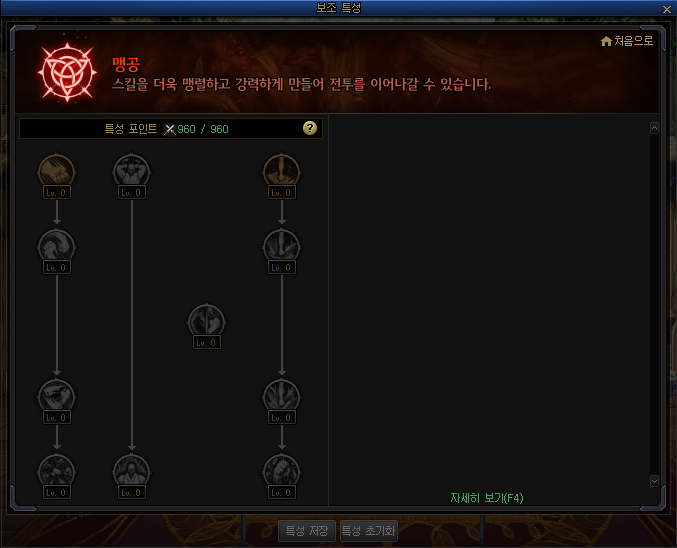 보조 특성
처음으로
맹공
스킬을 더욱 맹렬하고 강력하게 만들어 전투를 이어나갈 수 있습니다.
특성 포인트 960 / 960 ?
Lv. 0 Lv. 0 Lv. 0
Lv. 0 Lv. 0
Lv. 0
Lv. 0 Lv. 0
Lv. 0 Lv. 0 Lv. 0
자세히 보기(F4)
특성 저장 특성 초기화